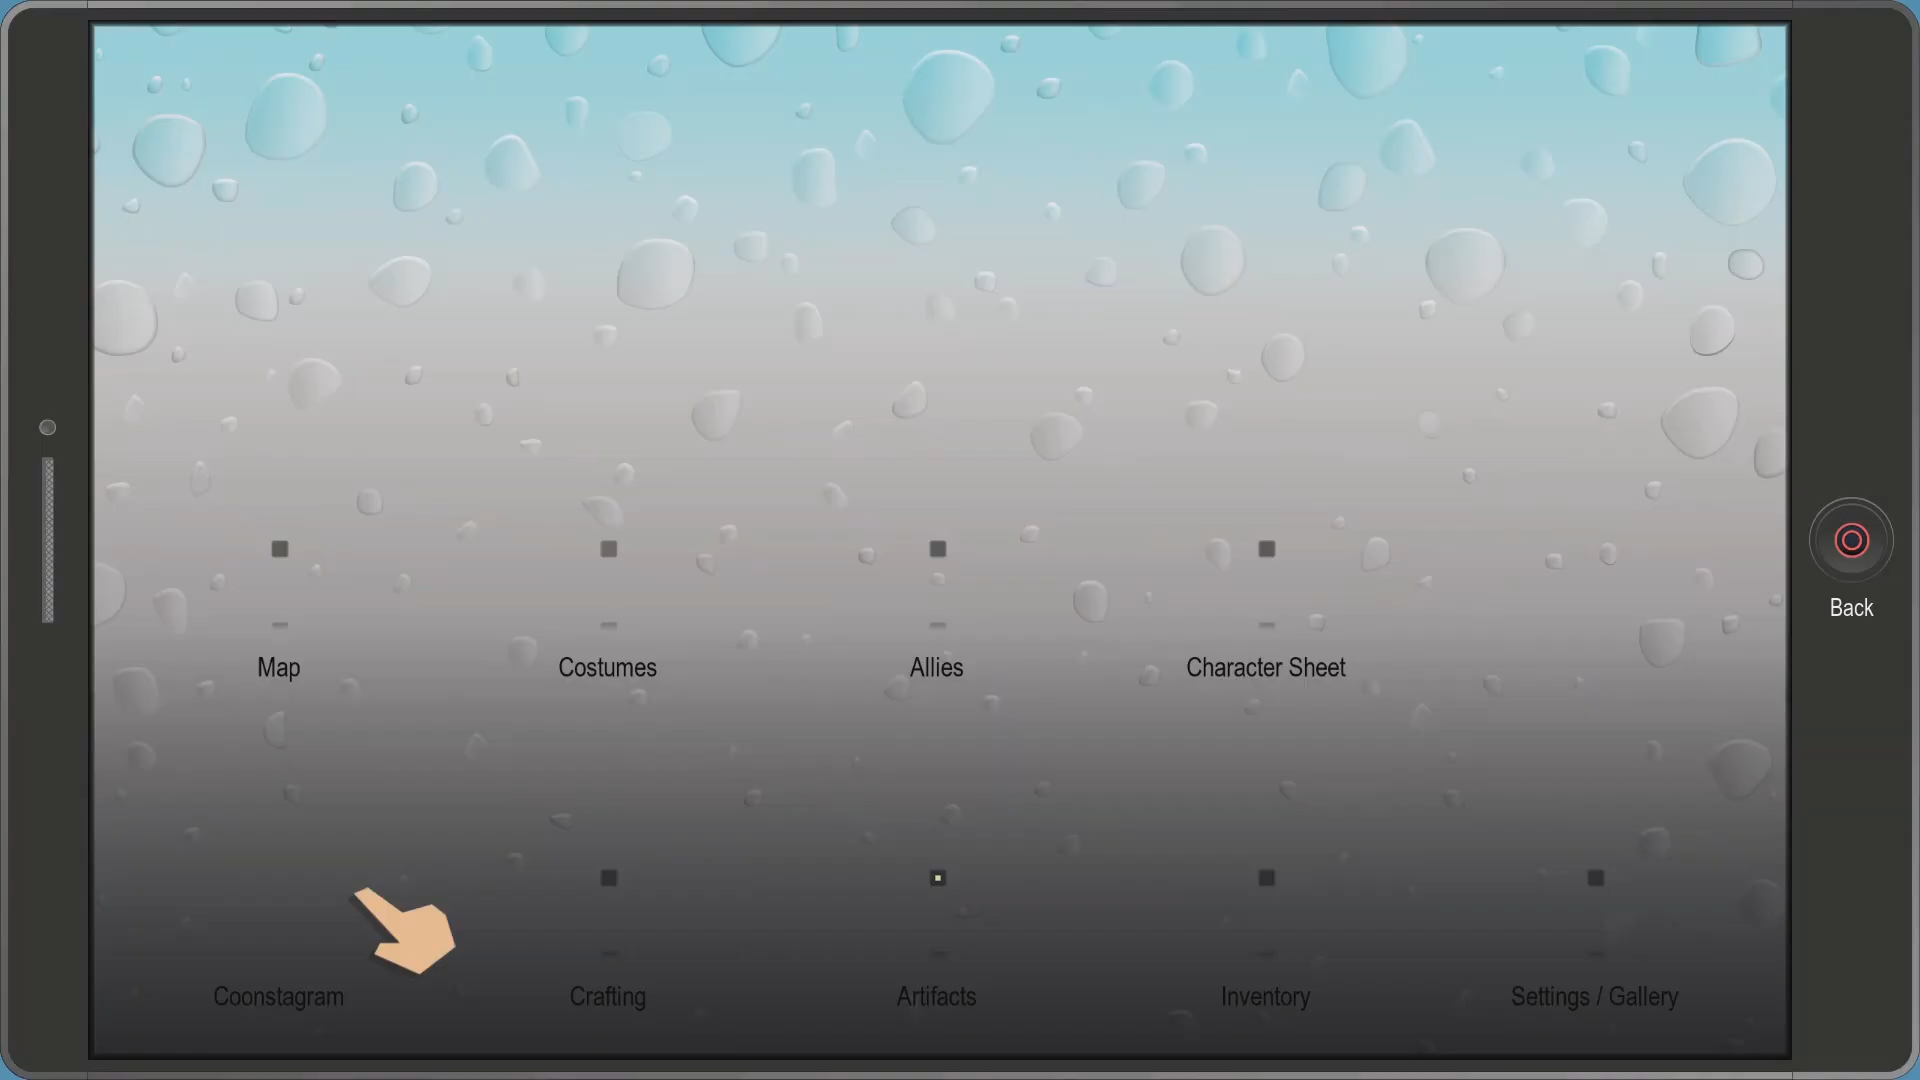 Map
Costumes
Allies
Character Sheet
Back
Coonstagram
Crafting
Artifacts
Inventory
Settings / Gallery